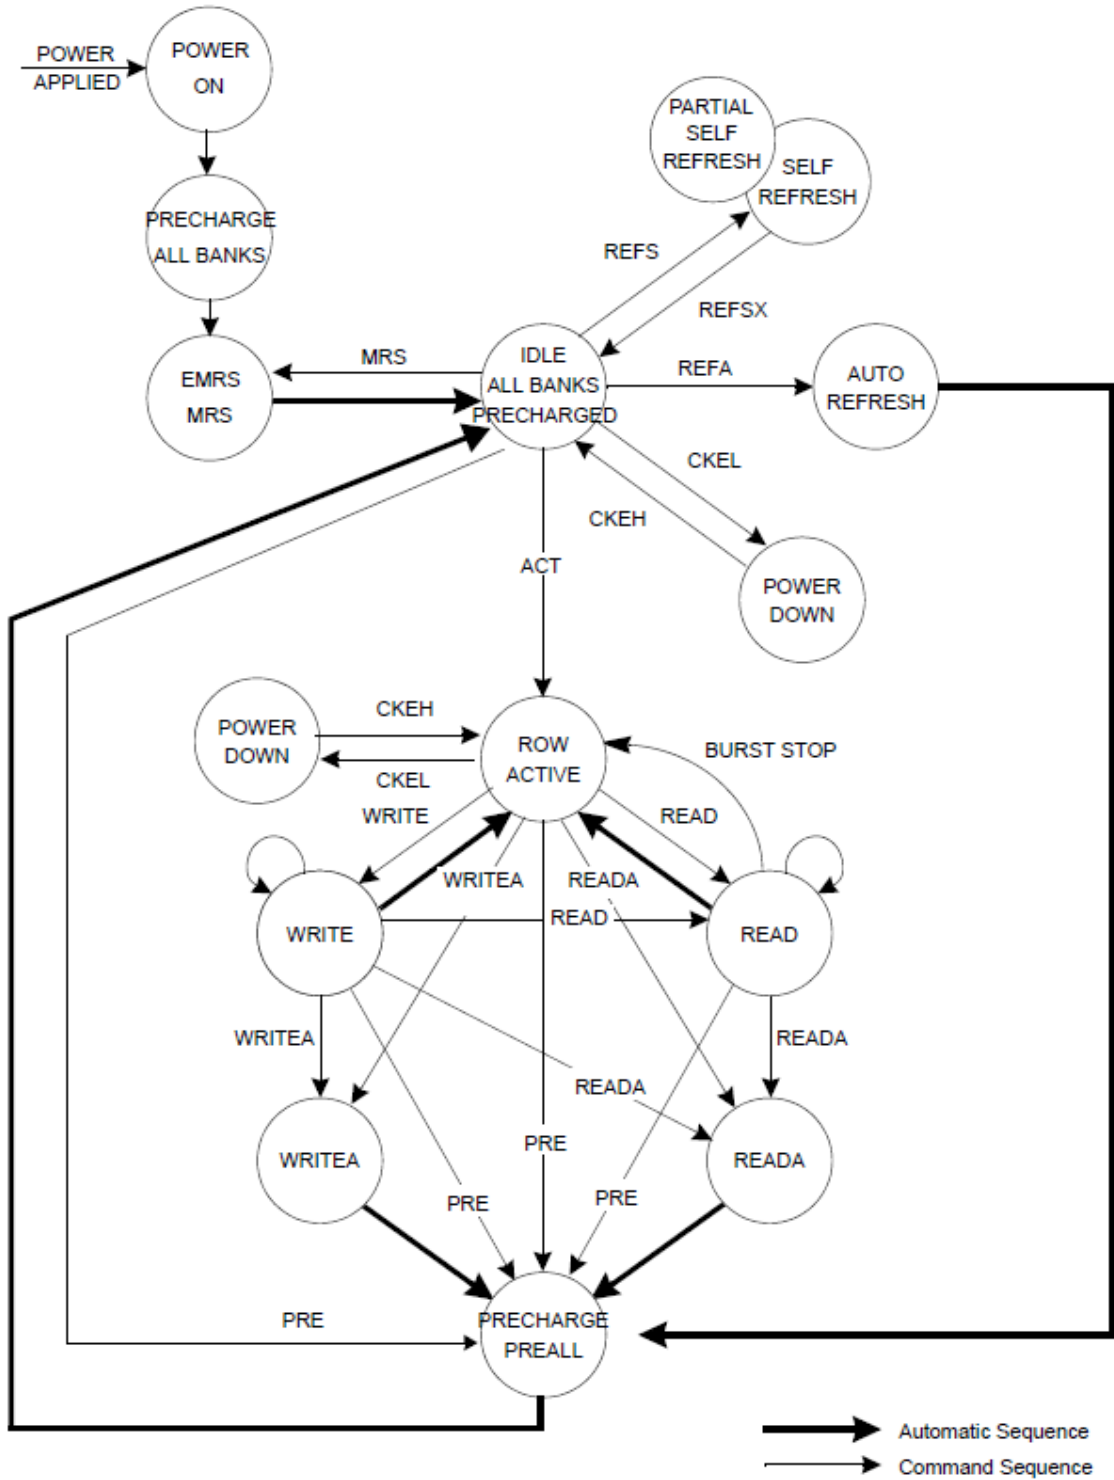 POWER
APPLIED
POWER
ON
PARTIAL
SELF
REFRESH
SELF
REFRESH
PRECHARGE
ALL BANKS
REFS
REFSX
EMRS
MRS
MRS
IDLE
ALL BANKS
PRECHARGED
REFA
AUTO
REFRESH
CKEL
CKEH
ACT
POWER
DOWN
POWER
DOWN
CKEH
CKEL
ROW
ACTIVE
BURST STOP
WRITE
READ
WRITEA
READA
WRITE
READ
READ
WRITEA
READA
READA
WRITEA
PRE
READA
PRE
PRE
PRE
PRECHARGE
PREALL
Automatic Sequence
Command Sequence